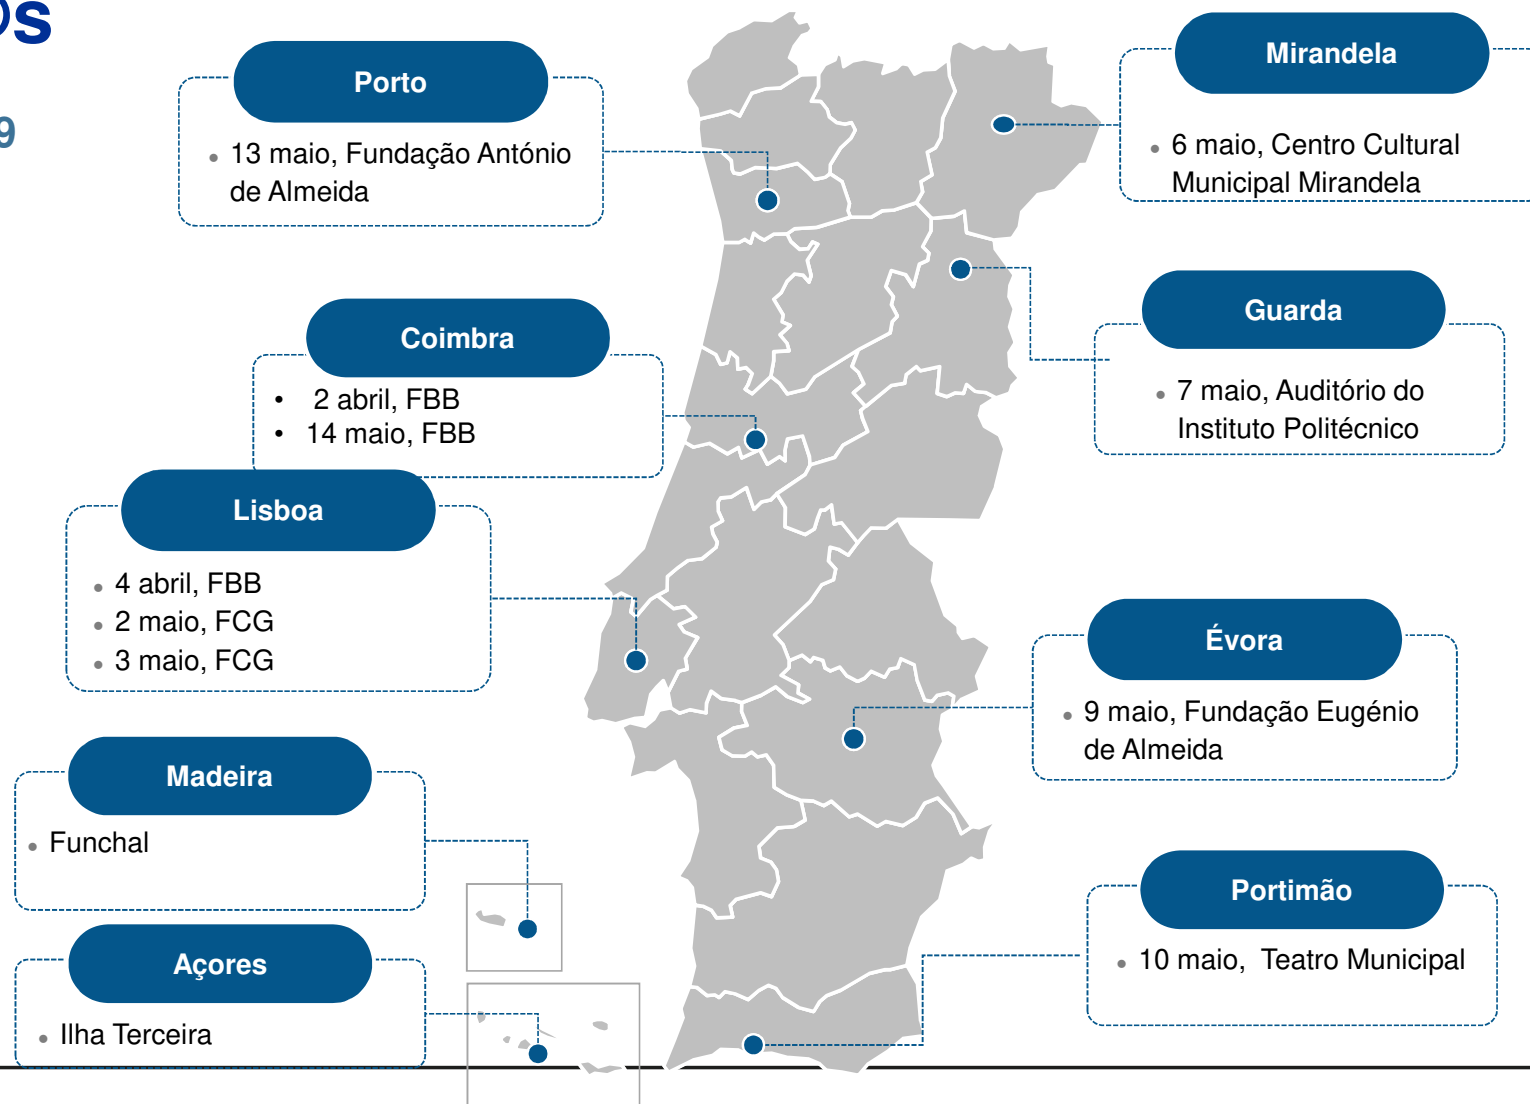 Porto
• 13 maio, Fundação António
de Almeida
Mirandela
• 6 maio, Centro Cultural
Municipal Mirandela
Coimbra
• 2 abril, FBB
• 14 maio, FBB
Guarda
• 7 maio, Auditório do
Instituto Politécnico
Lisboa
• 4 abril, FBB
• 2 maio, FCG
• 3 maio, FCG
Évora
• 9 maio, Fundação Eugénio
de Almeida
Madeira
• Funchal
Portimão
• 10 maio, Teatro Municipal
Açores
• Ilha Terceira